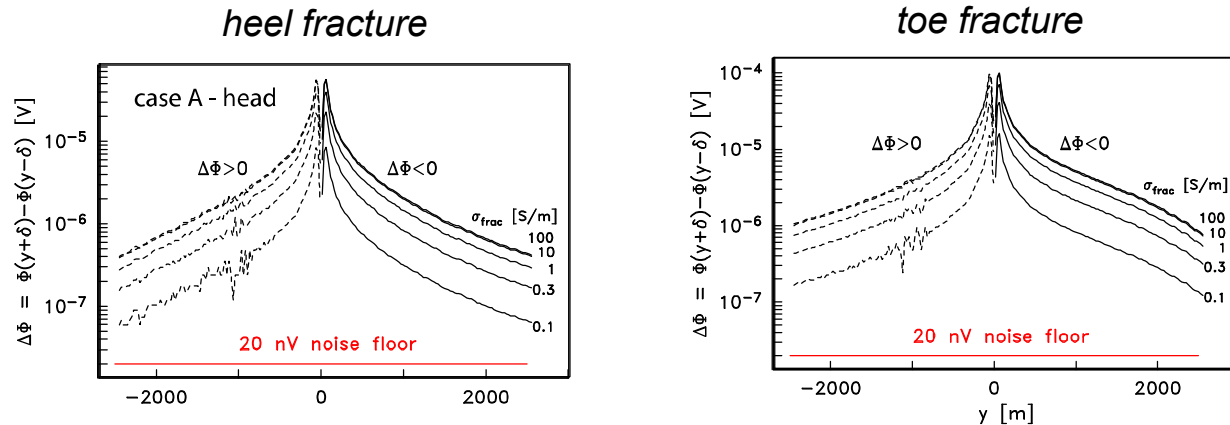 heel fracture
case A - head
ΔΦ = Φ(y+δ)-Φ(y-δ) [V]
10⁻⁵
10⁻⁶
10⁻⁷
ΔΦ>0
ΔΦ<0
σfrac [S/m]
100
10
1
0.3
0.1
20 nV noise floor
-2000
0
2000
toe fracture
ΔΦ = Φ(y+δ)-Φ(y-δ) [V]
10⁻⁴
10⁻⁵
10⁻⁶
10⁻⁷
ΔΦ>0
ΔΦ<0
σfrac [S/m]
100
10
1
0.3
0.1
20 nV noise floor
-2000
0
2000
y [m]